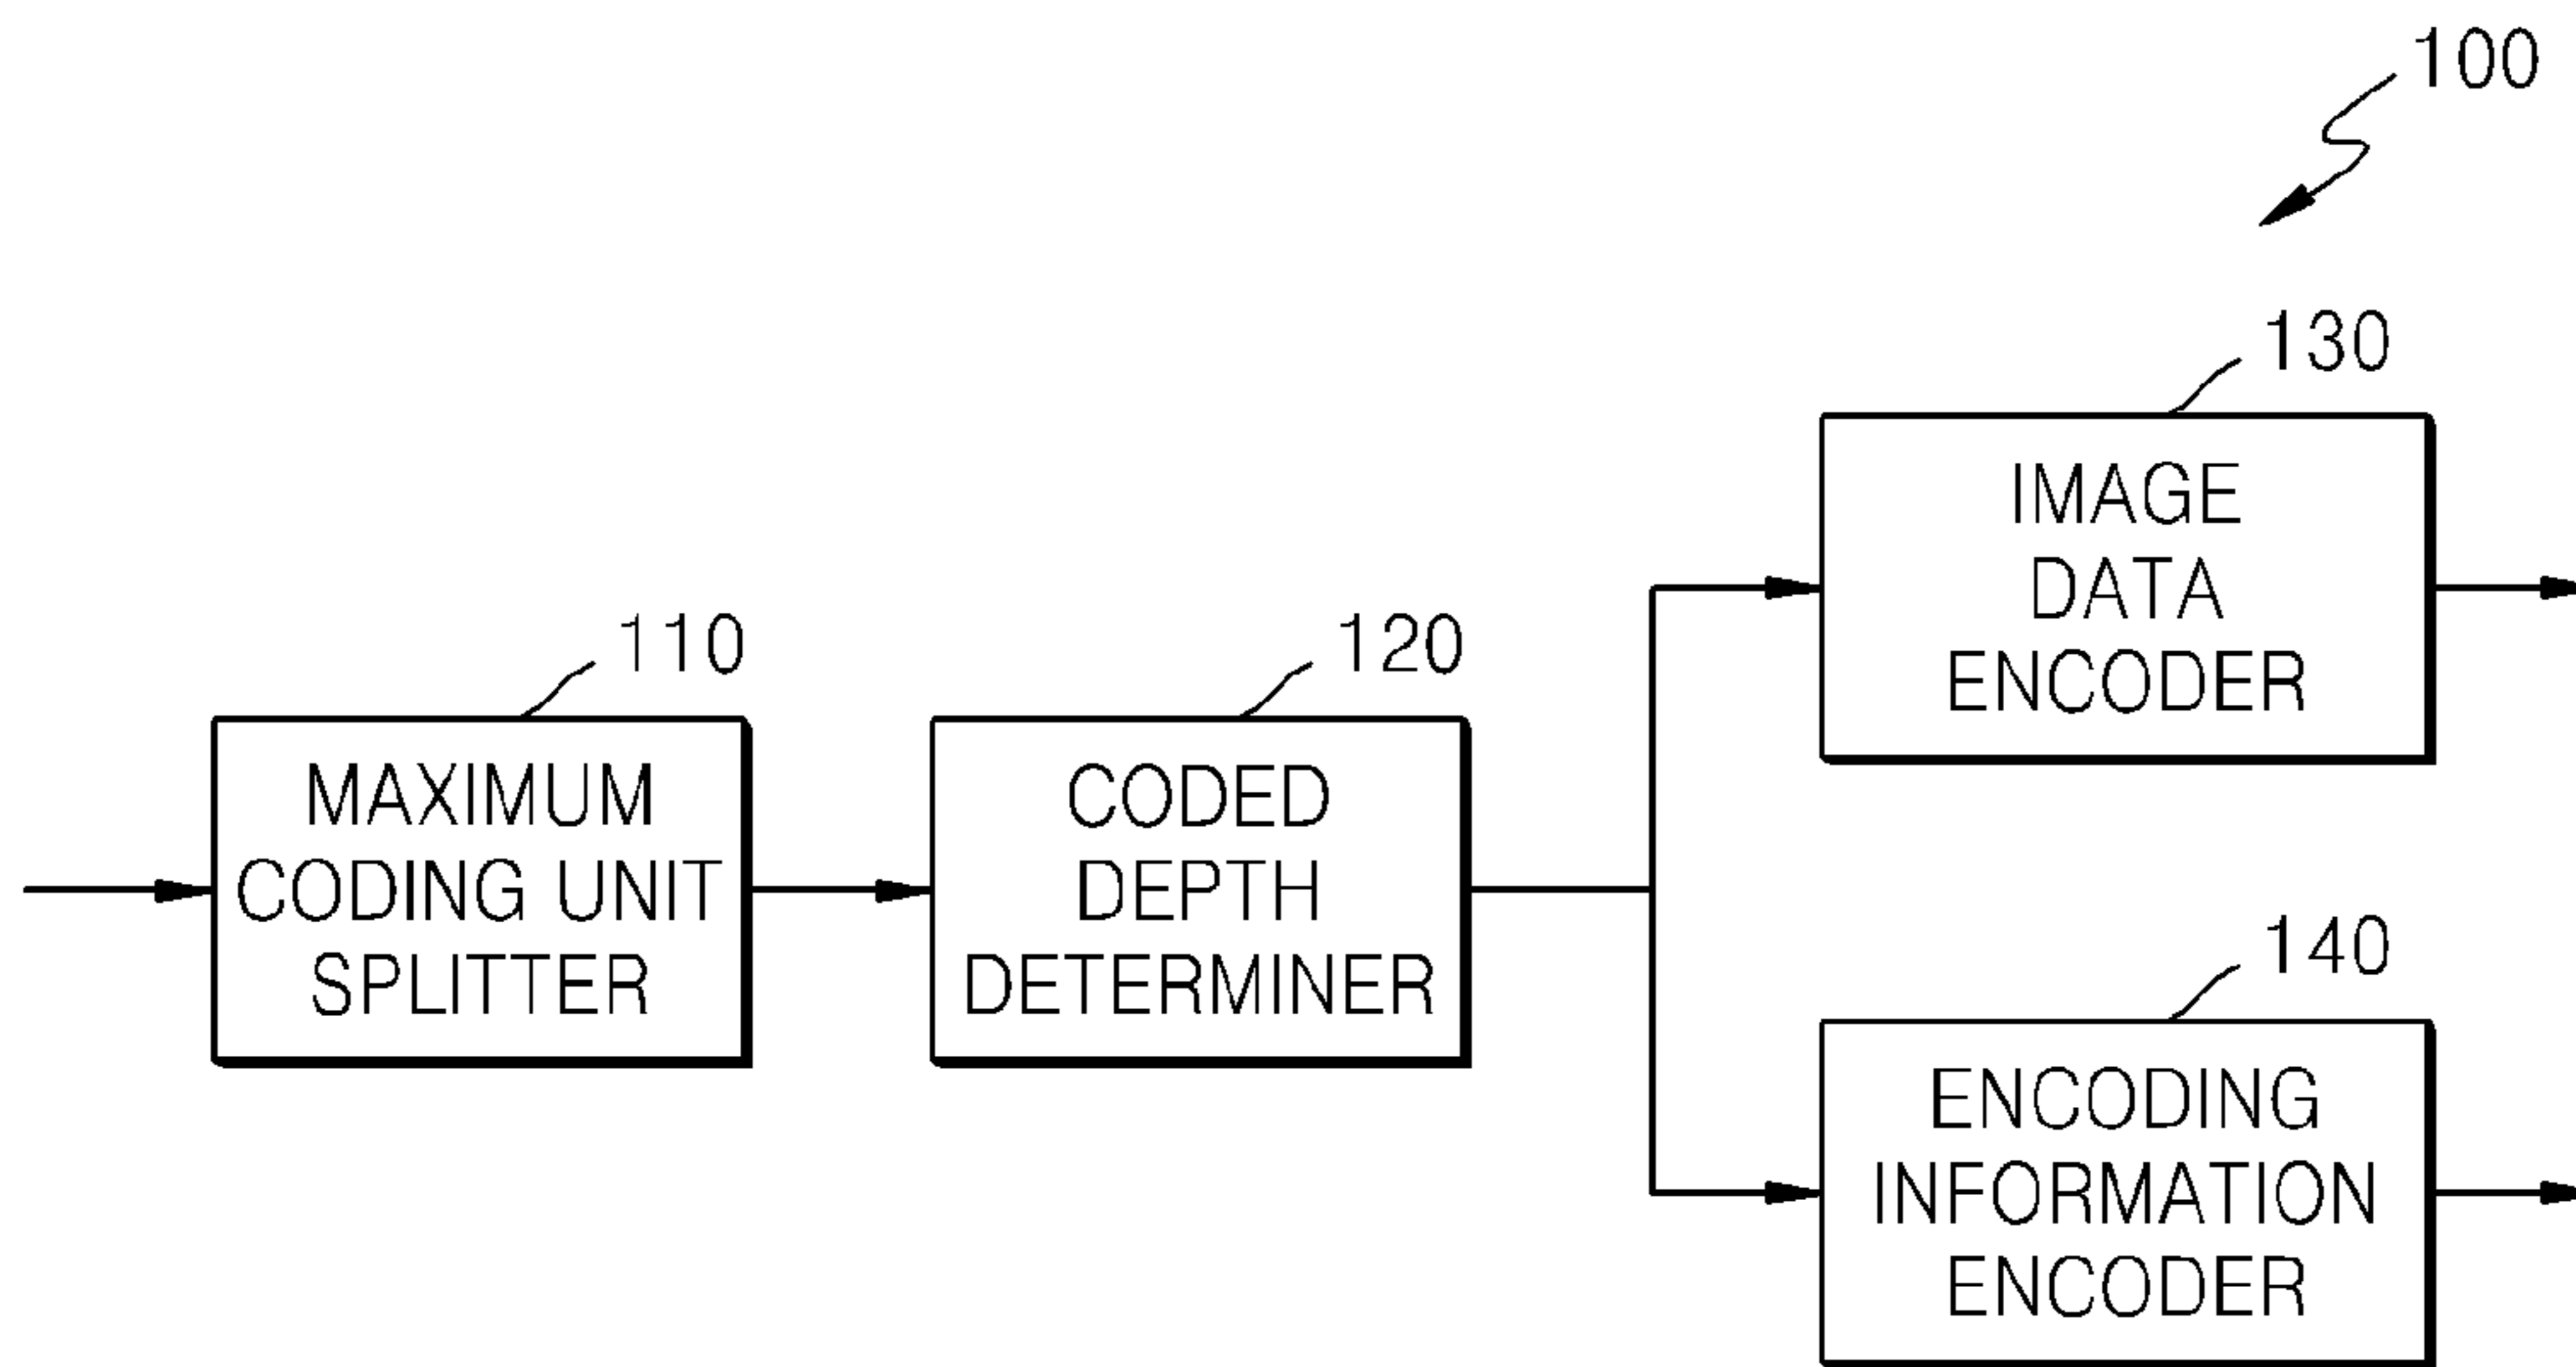 100
110
MAXIMUM
CODING UNIT
SPLITTER
120
CODED
DEPTH
DETERMINER
130
IMAGE
DATA
ENCODER
140
ENCODING
INFORMATION
ENCODER